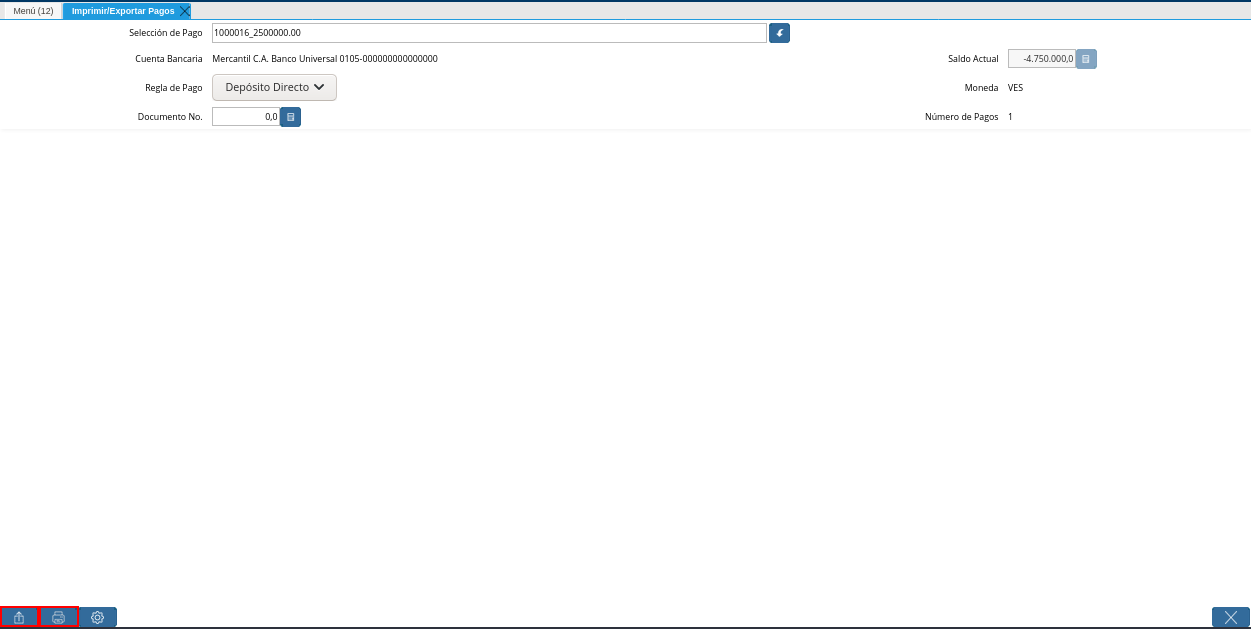 Menú (12) Imprimir/Exportar Pagos
Selección de Pago 1000016_2500000.00
Cuenta Bancaria Mercantil C.A. Banco Universal 0105-000000000000000 Saldo Actual -4.750.000,0
Regla de Pago Depósito Directo Moneda VES
Documento No. 0,0 Número de Pagos 1